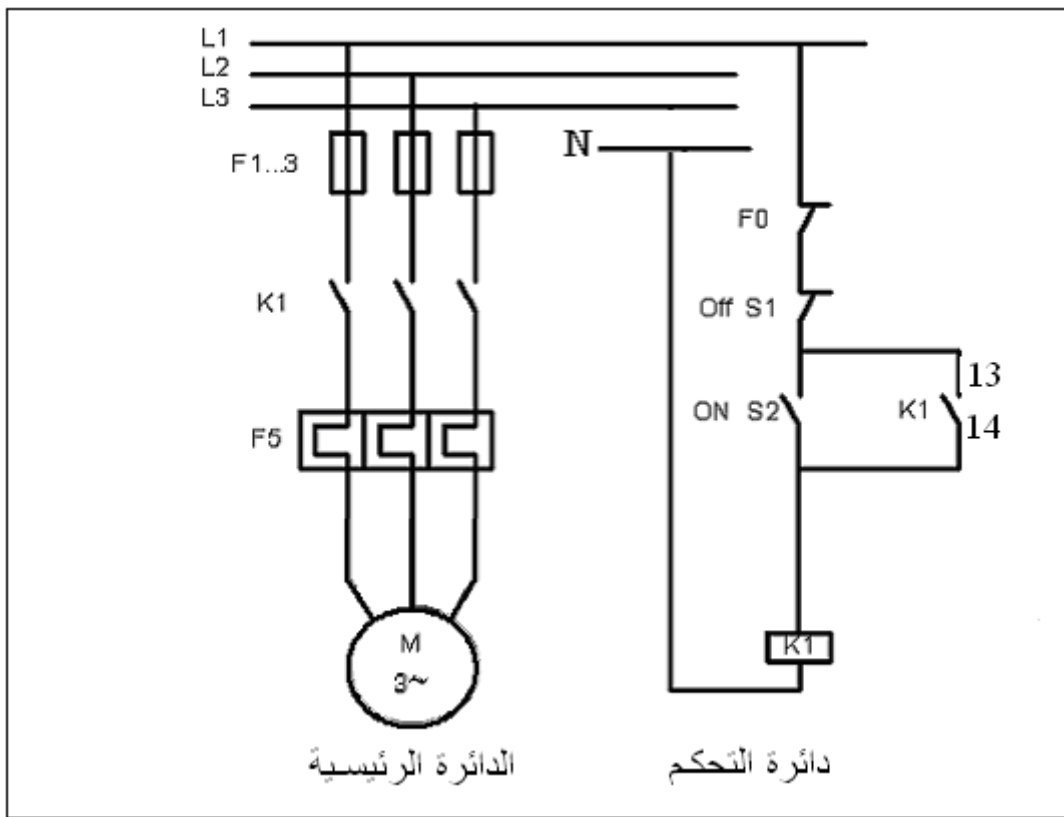 L1
L2
L3
N
F1...3
F0
K1
Off S1
13
ON S2
K1
14
F5
M
3~
K1
الدائرة الرئيسية
دائرة التحكم